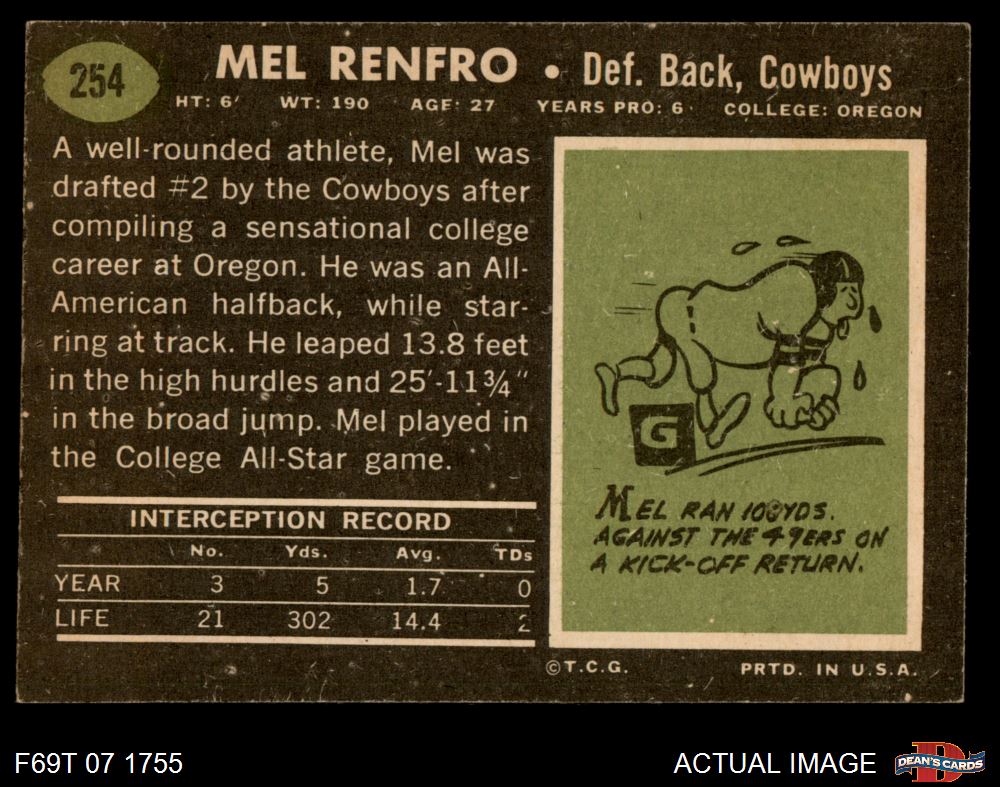 254
MEL RENFRO • Def. Back, Cowboys
HT: 6' WT: 190 AGE: 27 YEARS PRO: 6 COLLEGE: OREGON
A well-rounded athlete, Mel was
drafted #2 by the Cowboys after
compiling a sensational college
career at Oregon. He was an All-
American halfback, while star-
ring at track. He leaped 13.8 feet
in the high hurdles and 25'-11¾"
in the broad jump. Mel played in
the College All-Star game.
INTERCEPTION RECORD
No. Yds. Avg. TDs
YEAR 3 5 1.7 0
LIFE 21 302 14.4 2
G
MEL RAN 100 YDS.
AGAINST THE 49ERS ON
A KICK-OFF RETURN.
©T.C.G. PRTD. IN U.S.A.
F69T 07 1755
ACTUAL IMAGE
D
DEAN'S CARDS